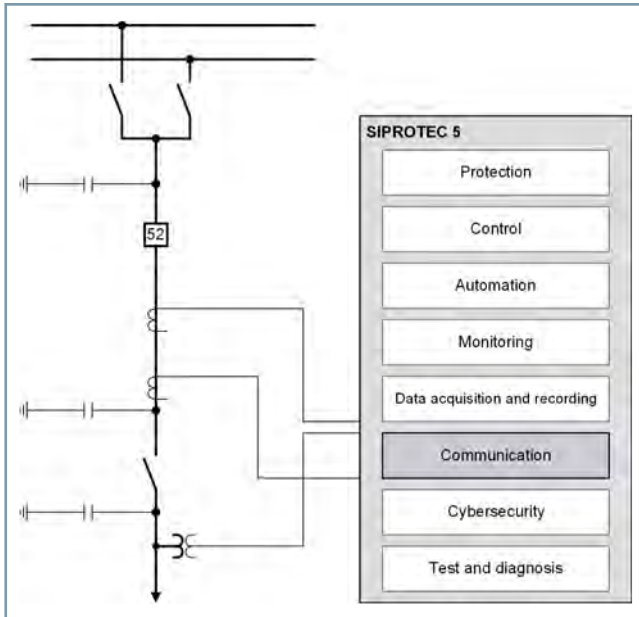 SIPROTEC 5
Protection
Control
52
Automation
Monitoring
Data acquisition and recording
Communication
Cybersecurity
Test and diagnosis